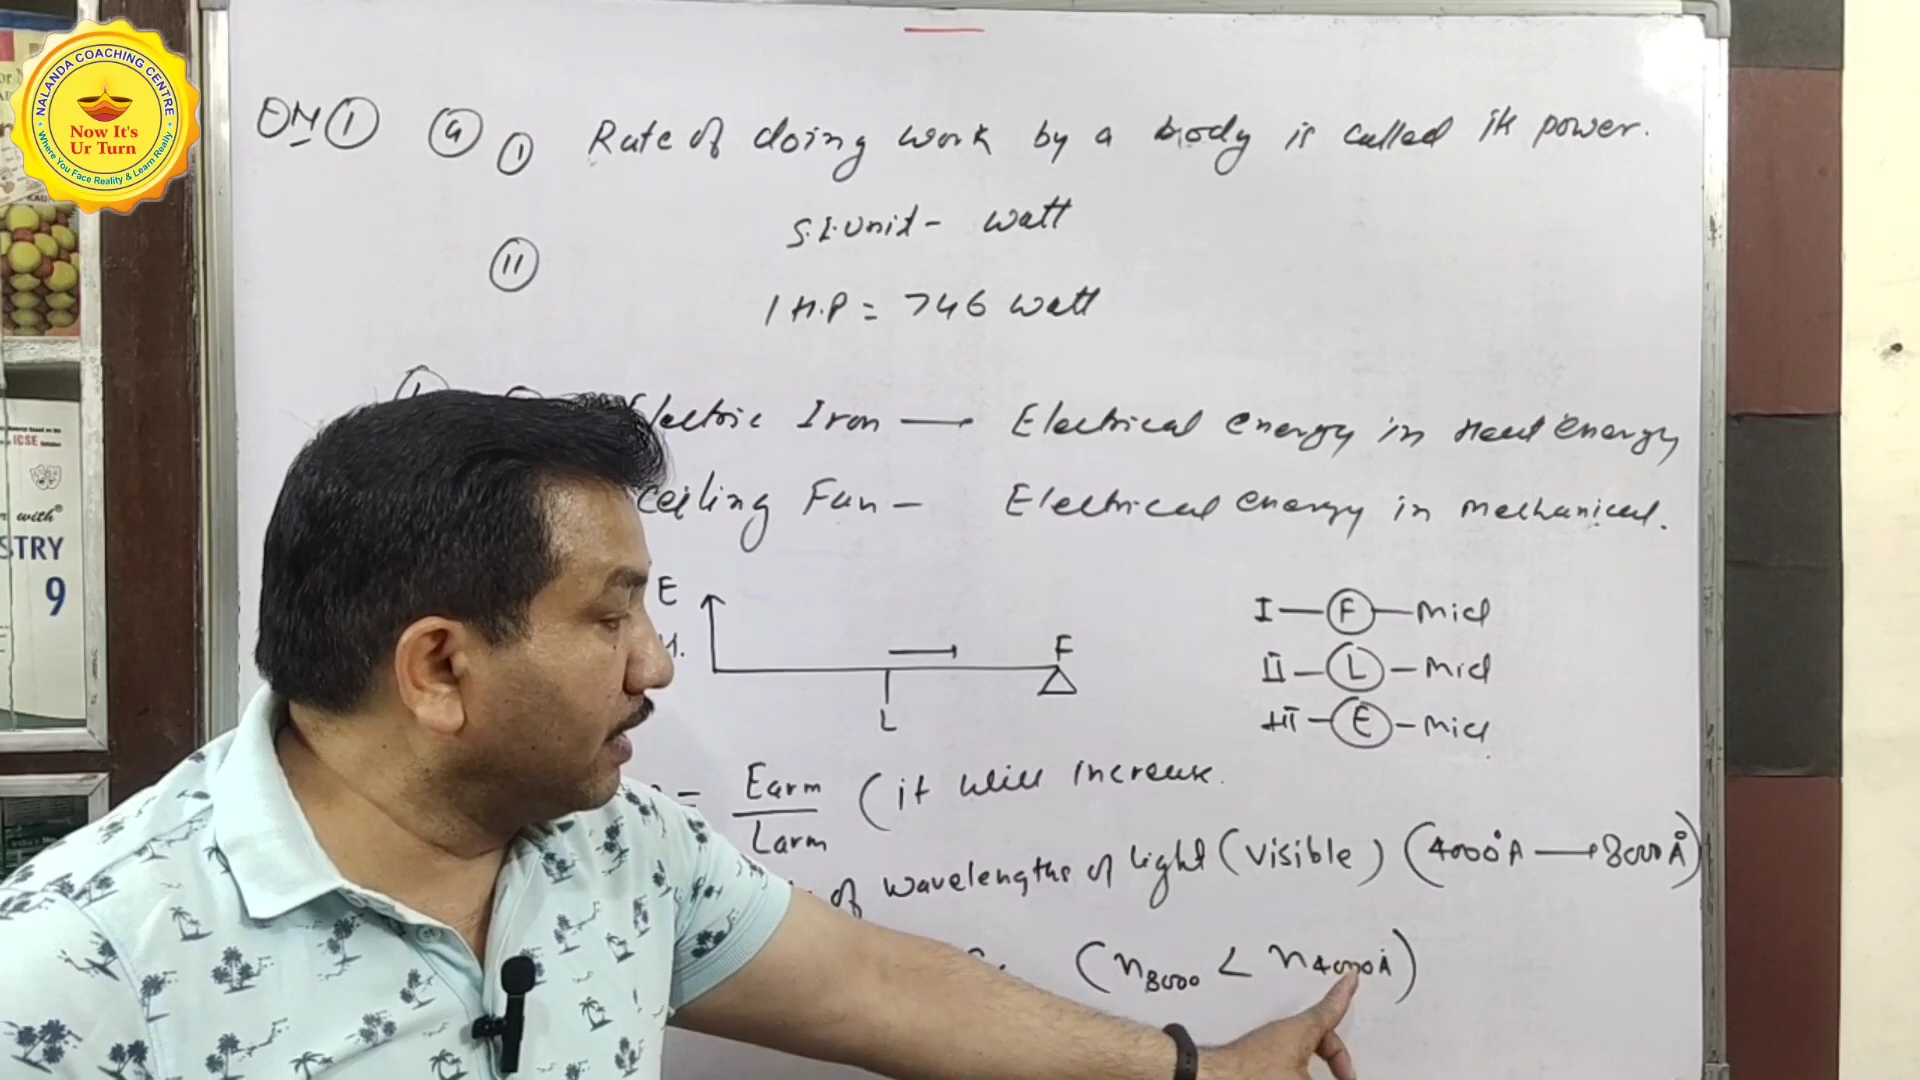 NALANDA COACHING CENTRE
Now It's
Ur Turn
Where You Face Reality & Learn Really
ICSE
with
STRY
9
① ⓐ ① Rate of doing work by a body is called its power.
S.I. Unit - watt
⑪
1 H.P = 746 watt
Electric Iron — Electrical energy in Heat Energy
ceiling Fan - Electrical energy in mechanical.
E
F
L
I — F — Mid
II — L — Mid
III — E — Mid
= Earm / Larm ( it will increase.
of wavelengths of light (visible) (4000Å → 8000Å)
(n8000 < n4000Å)